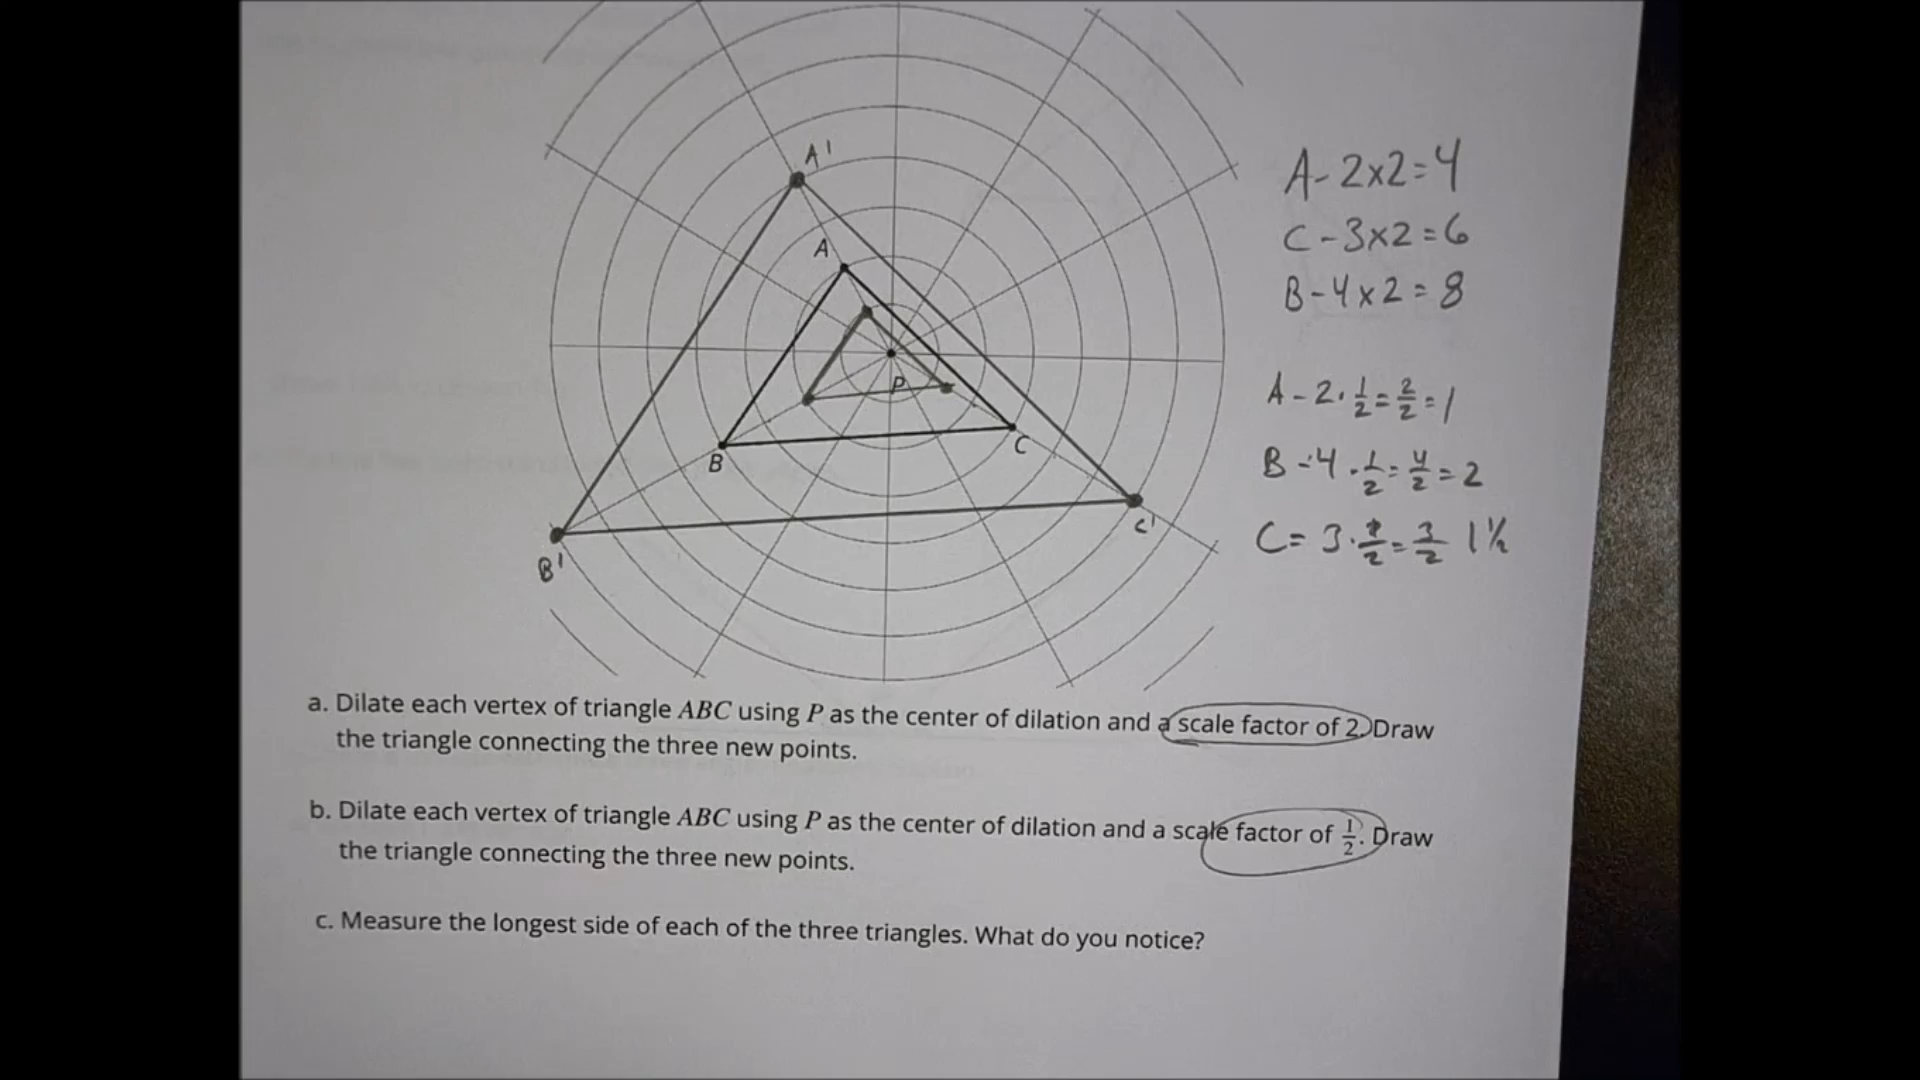 A'
A
P
B
C
C'
B'
A - 2x2=4
C - 3x2=6
B - 4x2=8
A - 2·1/2=2/2=1
B - 4·1/2=4/2=2
C= 3·1/2=3/2 1½
a. Dilate each vertex of triangle ABC using P as the center of dilation and a scale factor of 2. Draw
the triangle connecting the three new points.
b. Dilate each vertex of triangle ABC using P as the center of dilation and a scale factor of 1/2. Draw
the triangle connecting the three new points.
c. Measure the longest side of each of the three triangles. What do you notice?